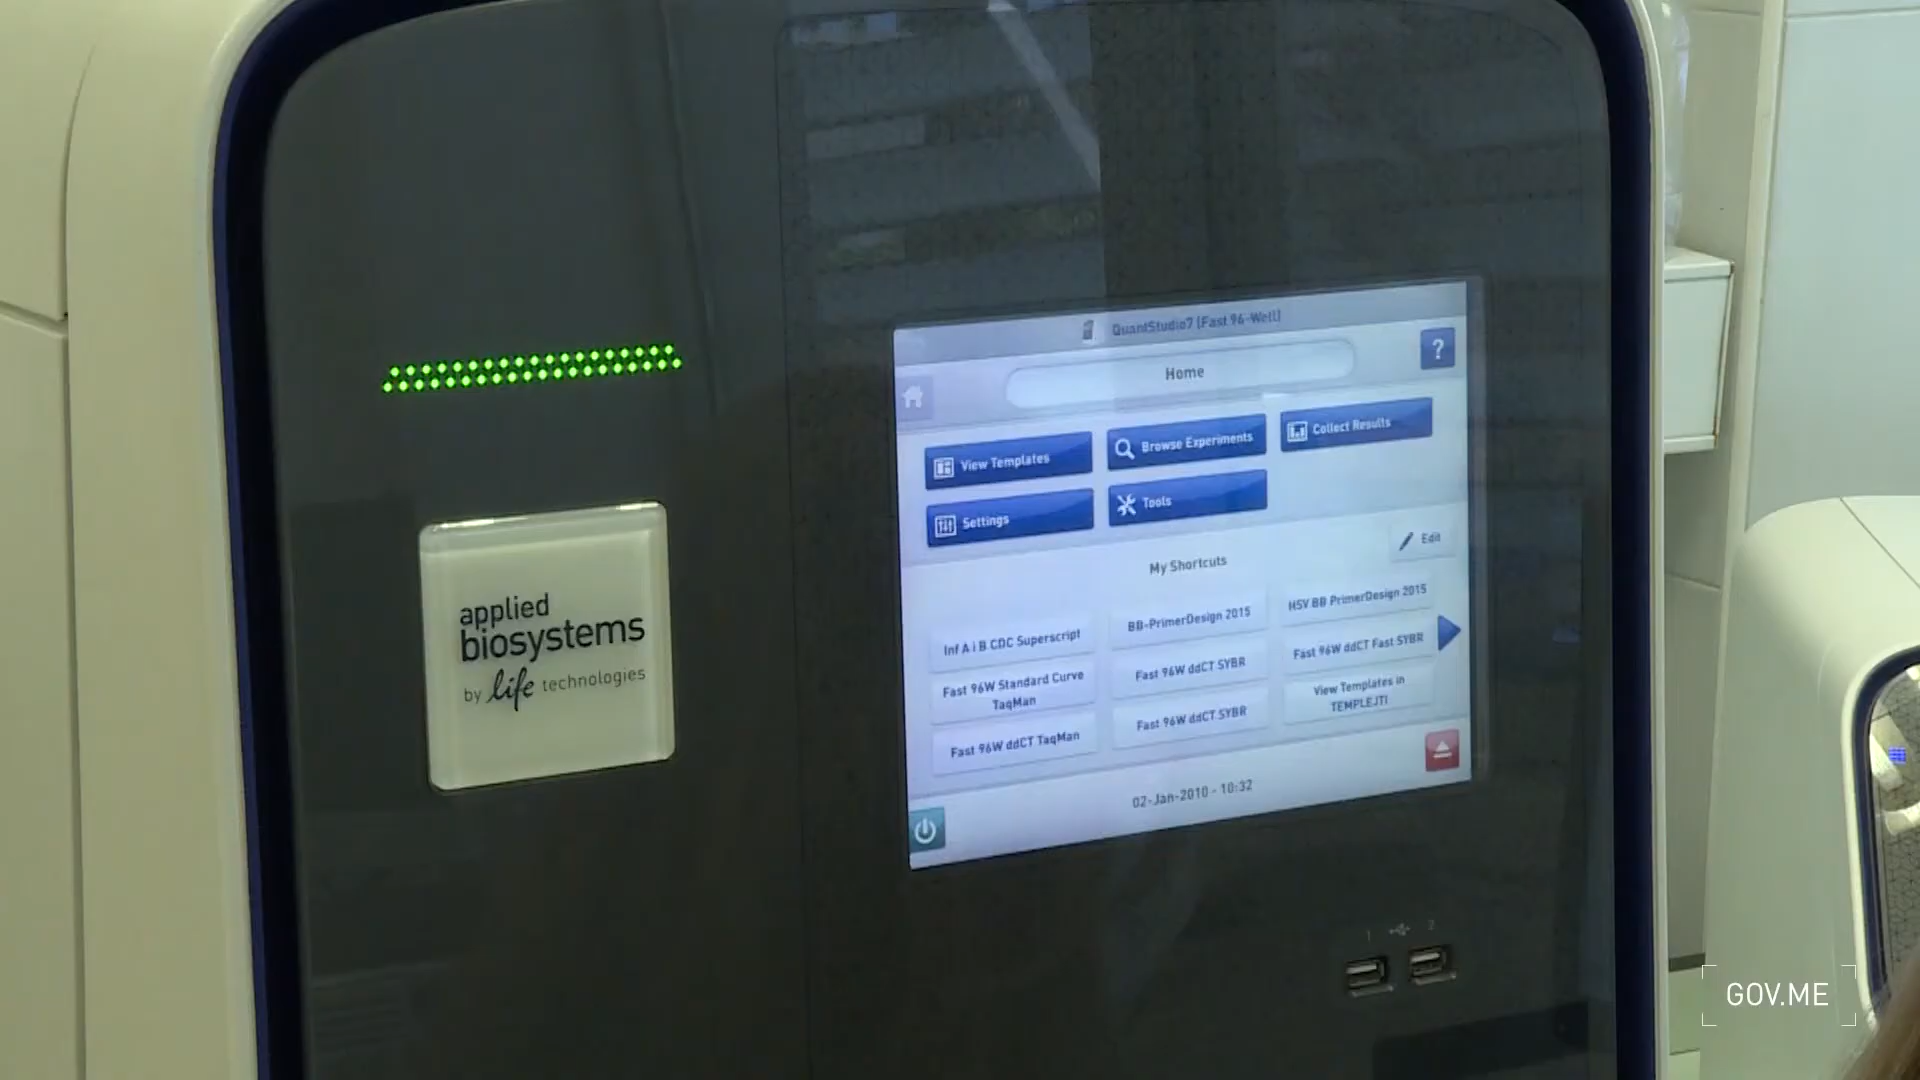 QuantStudio7 (Fast 96-Well)
?
Home
View Templates
Browse Experiments
Collect Results
Settings
Tools
Edit
My Shortcuts
Inf A i B CDC Superscript
BB-PrimerDesign 2015
HSV BB PrimerDesign 2015
Fast 96W Standard Curve
TaqMan
Fast 96W ddCT SYBR
Fast 96W ddCT Fast SYBR
Fast 96W ddCT TaqMan
Fast 96W ddCT SYBR
View Templates in
TEMPLEJTI
02-Jan-2010 - 10:32
applied
biosystems
by life technologies
1 2
GOV.ME